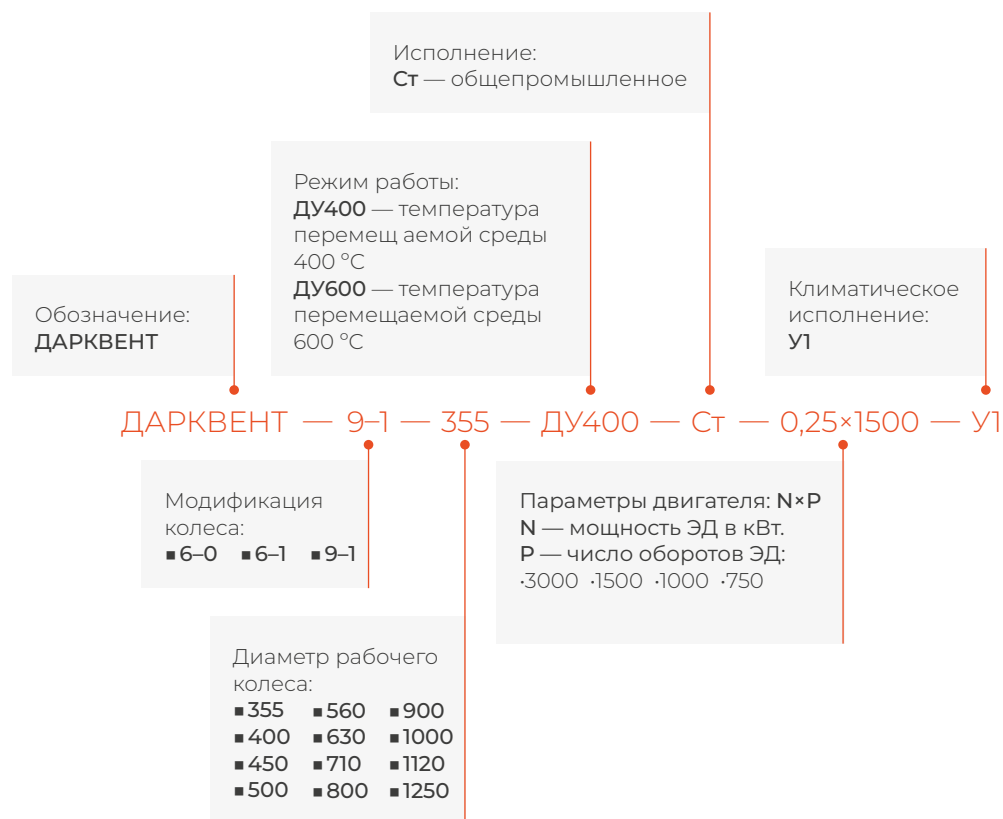 Исполнение:
Ст — общепромышленное
Режим работы:
ДУ400 — температура
перемещ аемой среды
400 °С
ДУ600 — температура
перемещаемой среды
600 °С
Обозначение:
ДАРКВЕНТ
Климатическое
исполнение:
У1
ДАРКВЕНТ — 9–1 — 355 — ДУ400 — Ст — 0,25×1500 — У1
Модификация
колеса:
▪6–0 ▪6–1 ▪9–1
Параметры двигателя: N×P
N — мощность ЭД в кВт.
P — число оборотов ЭД:
·3000 ·1500 ·1000 ·750
Диаметр рабочего
колеса:
▪355 ▪560 ▪900
▪400 ▪630 ▪1000
▪450 ▪710 ▪1120
▪500 ▪800 ▪1250